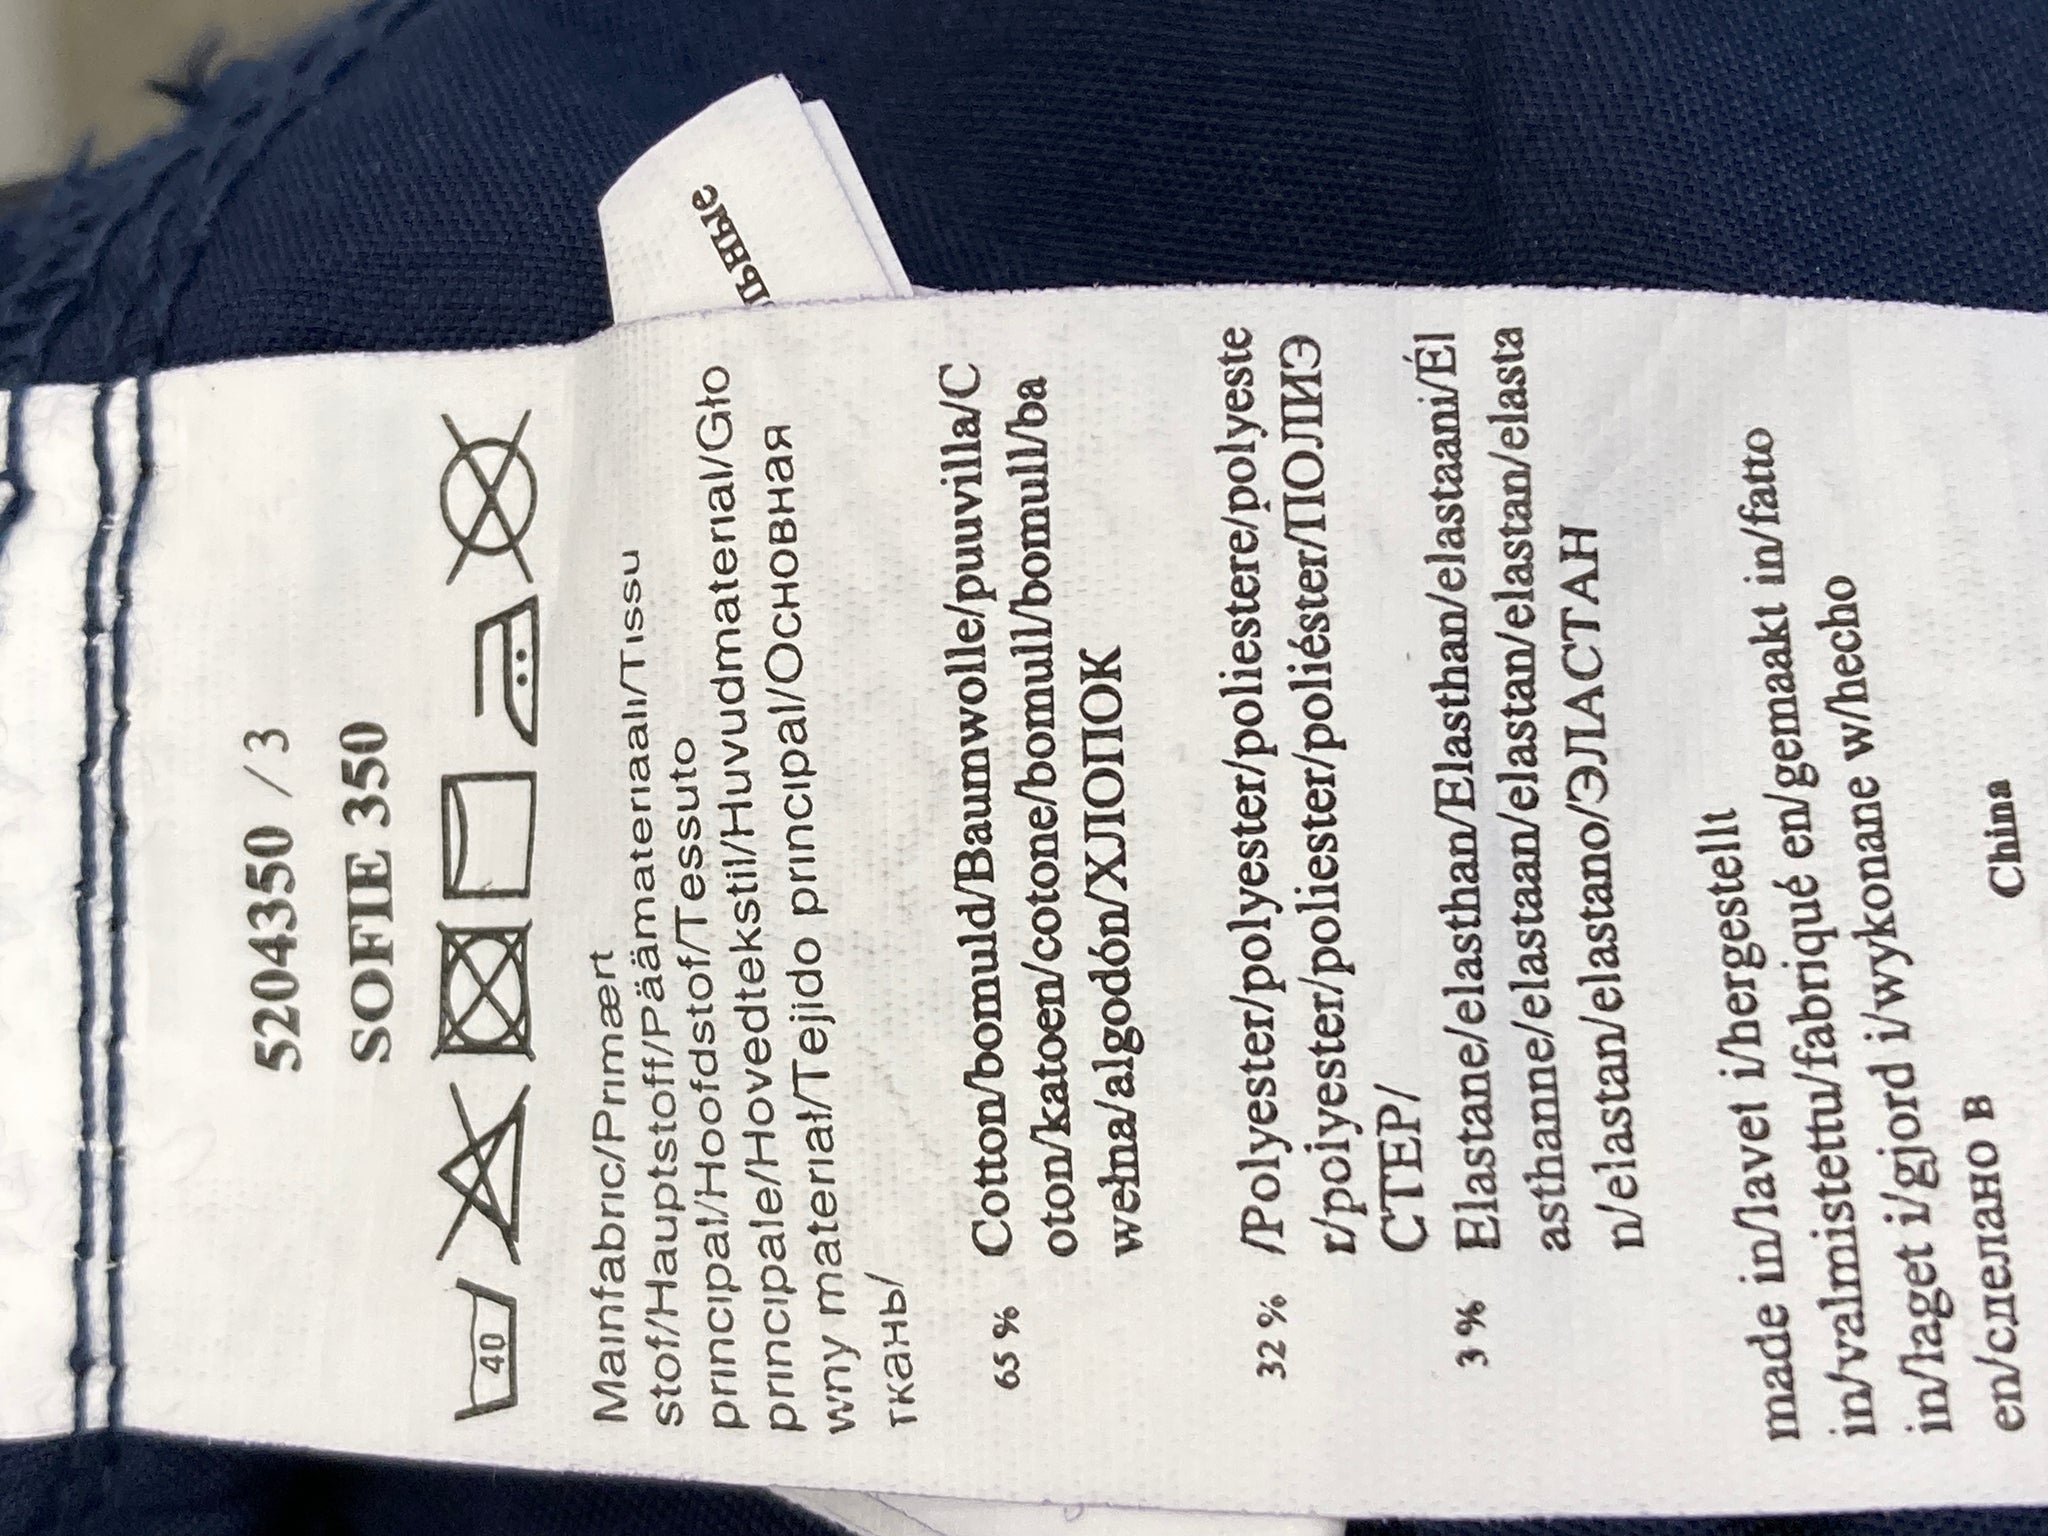 5204350 / 3
SOFIE 350
40
Mainfabric/Primært
stof/Hauptstoff/Päämateriaali/Tissu
principal/Hoofdstof/Tessuto
principale/Hovedtekstil/Huvudmaterial/Gło
wny materiał/Tejido principal/Основная
ткань/
65 % Cotton/bomuld/Baumwolle/puuvilla/C
oton/katoen/cotone/bomull/bomull/ba
wełna/algodón/ХЛОПОК
32 % /Polyester/polyester/poliestere/polyeste
r/polyester/poliester/poliéster/ПОЛИЭ
СТЕР/
3 % Elastane/elasthan/Elasthan/elastaani/Él
asthanne/elastaan/elastan/elastan/elasta
n/elastan/elastano/ЭЛАСТАН
made in/lavet i/hergestellt
in/valmistettu/fabriqué en/gemaakt in/fatto
in/laget i/gjord i/wykonane w/hecho
en/сделано в
China
льные